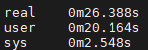 real    0m26.388s
user    0m20.164s
sys     0m2.548s